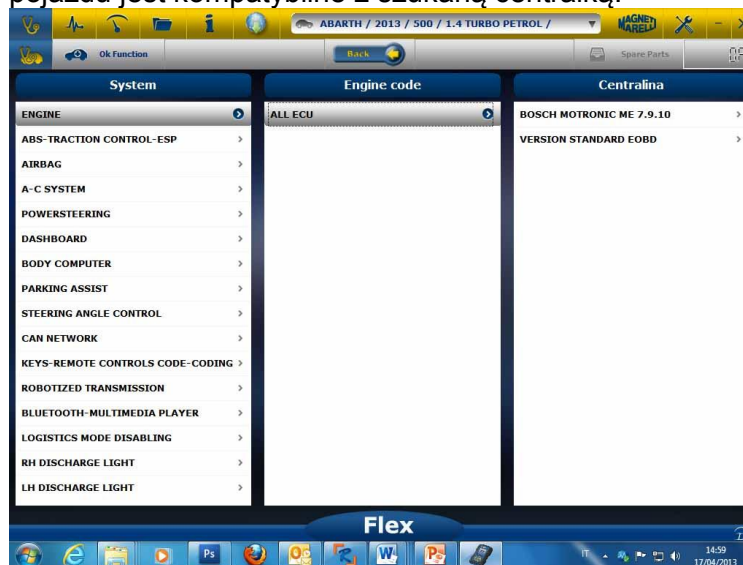 pojazdu jest kompatybilne z szukaną centralką.
ABARTH / 2013 / 500 / 1.4 TURBO PETROL /
MAGNETI MARELLI
Ok Function
Back
Spare Parts
System
Engine code
Centralina
ENGINE
ALL ECU
BOSCH MOTRONIC ME 7.9.10
ABS-TRACTION CONTROL-ESP
VERSION STANDARD EOBD
AIRBAG
A-C SYSTEM
POWERSTEERING
DASHBOARD
BODY COMPUTER
PARKING ASSIST
STEERING ANGLE CONTROL
CAN NETWORK
KEYS-REMOTE CONTROLS CODE-CODING
ROBOTIZED TRANSMISSION
BLUETOOTH-MULTIMEDIA PLAYER
LOGISTICS MODE DISABLING
RH DISCHARGE LIGHT
LH DISCHARGE LIGHT
Flex
Ps
IT
14:59
17/04/2013